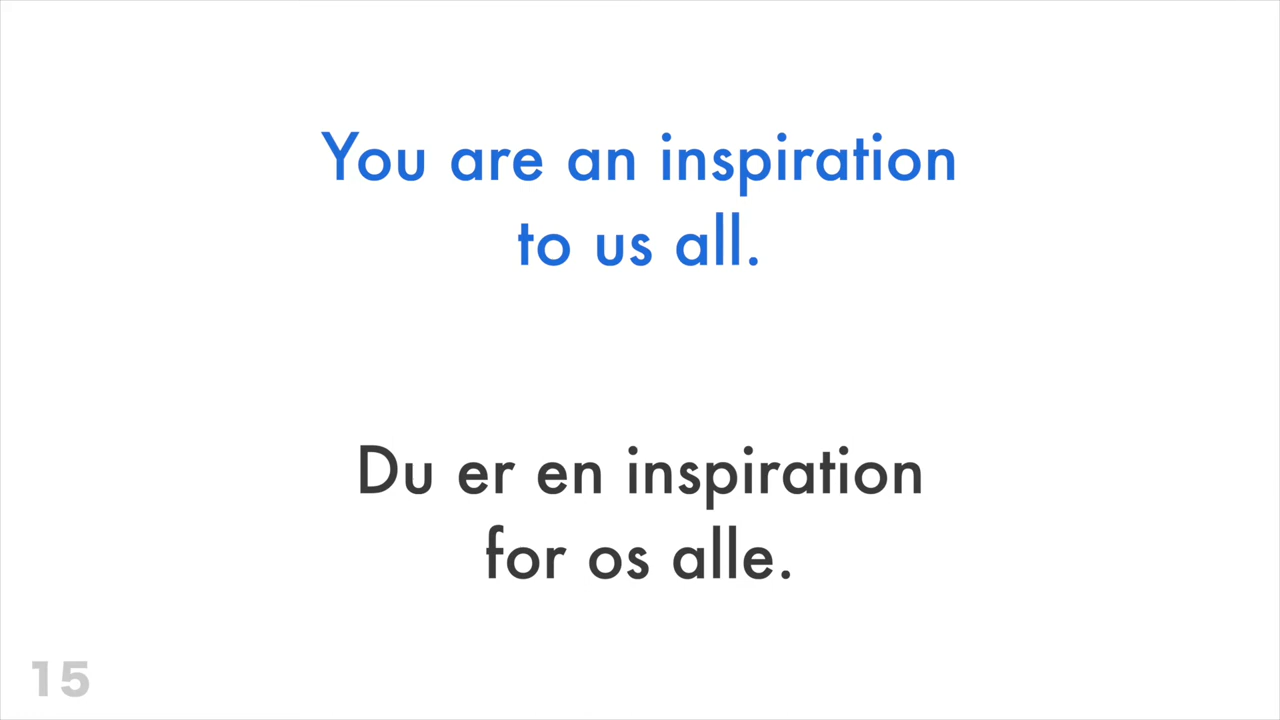 You are an inspiration
to us all.
Du er en inspiration
for os alle.
15